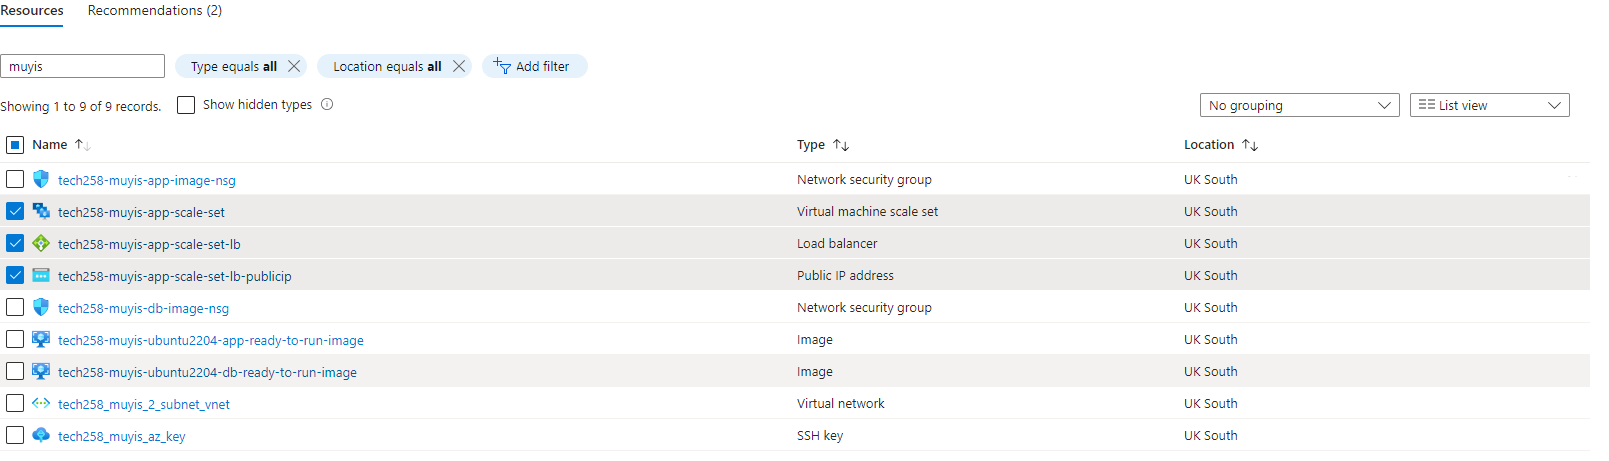 Resources Recommendations (2)
muyis Type equals all Location equals all Add filter
Showing 1 to 9 of 9 records. Show hidden types No grouping List view
Name Type Location
tech258-muyis-app-image-nsg Network security group UK South
tech258-muyis-app-scale-set Virtual machine scale set UK South
tech258-muyis-app-scale-set-lb Load balancer UK South
tech258-muyis-app-scale-set-lb-publicip Public IP address UK South
tech258-muyis-db-image-nsg Network security group UK South
tech258-muyis-ubuntu2204-app-ready-to-run-image Image UK South
tech258-muyis-ubuntu2204-db-ready-to-run-image Image UK South
tech258_muyis_2_subnet_vnet Virtual network UK South
tech258_muyis_az_key SSH key UK South